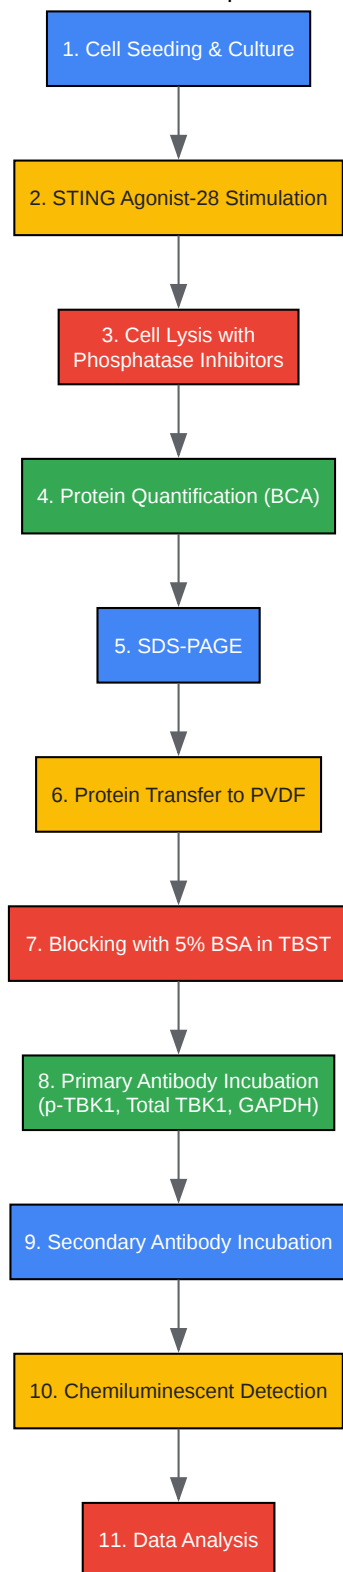 1. Cell Seeding & Culture
2. STING Agonist-28 Stimulation
3. Cell Lysis with
Phosphatase Inhibitors
4. Protein Quantification (BCA)
5. SDS-PAGE
6. Protein Transfer to PVDF
7. Blocking with 5% BSA in TBST
8. Primary Antibody Incubation
(p-TBK1, Total TBK1, GAPDH)
9. Secondary Antibody Incubation
10. Chemiluminescent Detection
11. Data Analysis